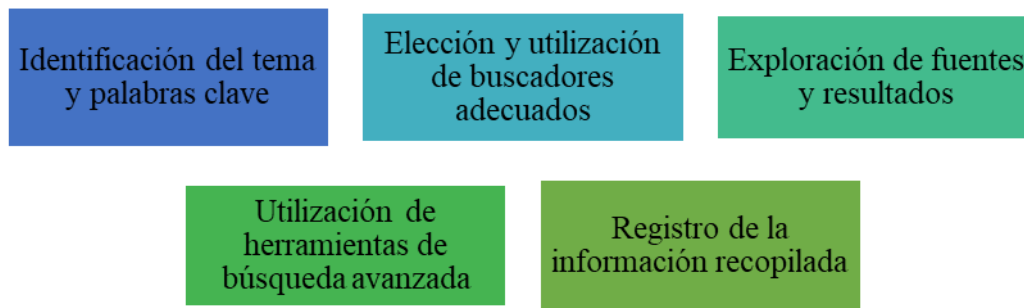 Identificación del tema
y palabras clave
Elección y utilización
de buscadores
adecuados
Exploración de fuentes
y resultados
Utilización de
herramientas de
búsqueda avanzada
Registro de la
información recopilada